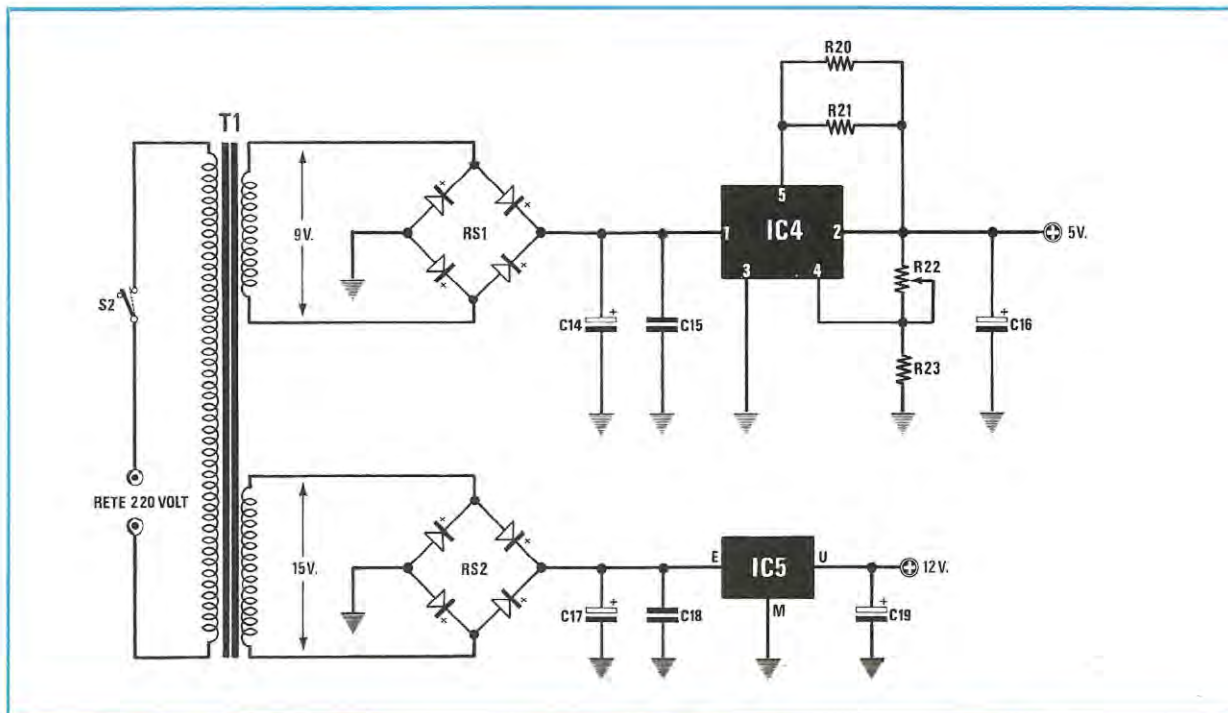 T1
S2
RETE 220 VOLT
9V.
RS1
C14
+
C15
1
IC4
2
3
4
5
R20
R21
R22
R23
+
C16
5V.
15V.
RS2
C17
+
C18
E
IC5
U
M
+
C19
12V.